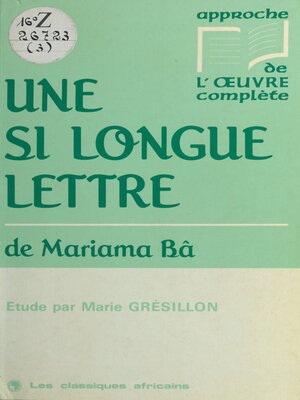 16° Z
26723
(3)
approche
de
L'ŒUVRE
complète
UNE
SI LONGUE
LETTRE
de Mariama Bâ
Etude par Marie GRÉSILLON
Les classiques africains